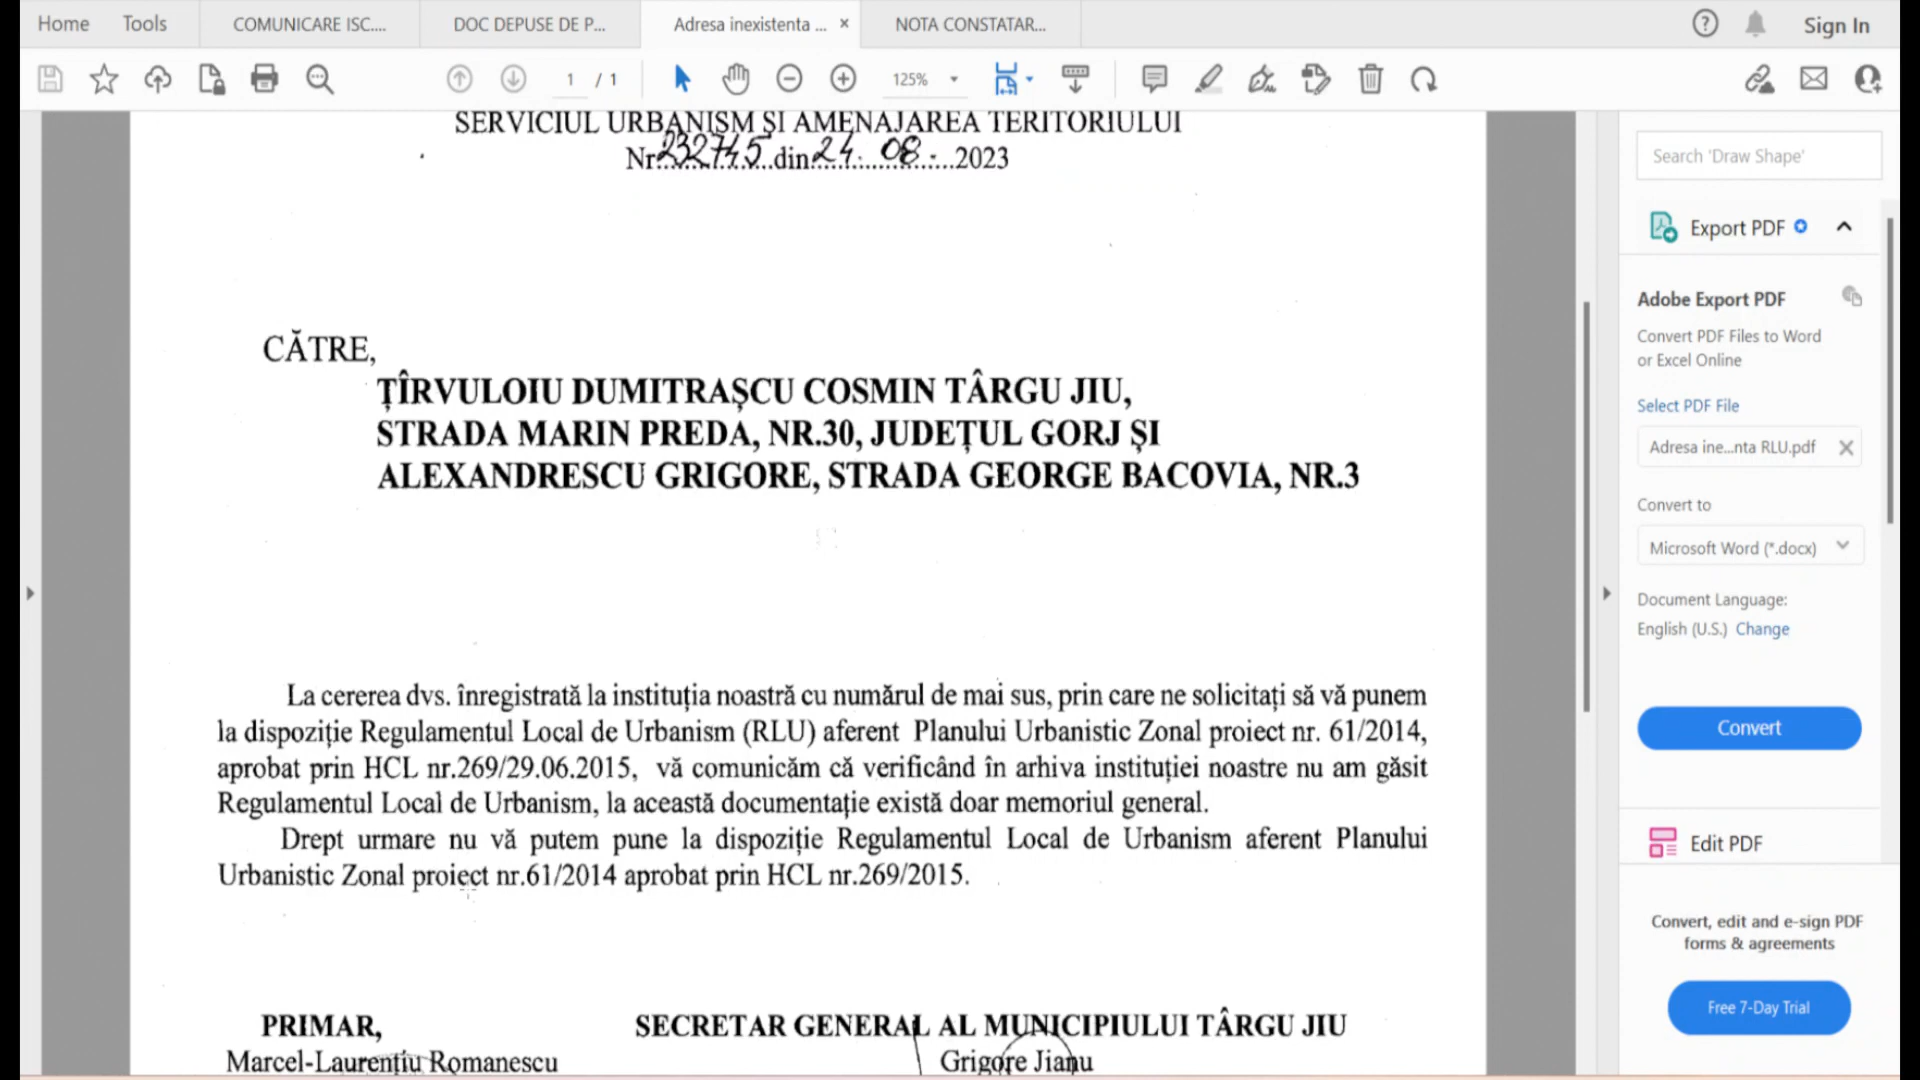 Home Tools COMUNICARE ISC.... DOC DEPUSE DE P... Adresa inexistenta ... × NOTA CONSTATAR... Sign In
1 / 1 125%
SERVICIUL URBANISM ȘI AMENAJAREA TERITORIULUI
Nr.232745 din 24. 08. 2023
CĂTRE,
ȚÎRVULOIU DUMITRAȘCU COSMIN TÂRGU JIU,
STRADA MARIN PREDA, NR.30, JUDEȚUL GORJ ȘI
ALEXANDRESCU GRIGORE, STRADA GEORGE BACOVIA, NR.3
La cererea dvs. înregistrată la instituția noastră cu numărul de mai sus, prin care ne solicitați să vă punem
la dispoziție Regulamentul Local de Urbanism (RLU) aferent Planului Urbanistic Zonal proiect nr. 61/2014,
aprobat prin HCL nr.269/29.06.2015, vă comunicăm că verificând în arhiva instituției noastre nu am găsit
Regulamentul Local de Urbanism, la această documentație există doar memoriul general.
Drept urmare nu vă putem pune la dispoziție Regulamentul Local de Urbanism aferent Planului
Urbanistic Zonal proiect nr.61/2014 aprobat prin HCL nr.269/2015.
PRIMAR, SECRETAR GENERAL AL MUNICIPIULUI TÂRGU JIU
Marcel-Laurențiu Romanescu Grigore Jianu
Search 'Draw Shape'
Export PDF
Adobe Export PDF
Convert PDF Files to Word
or Excel Online
Select PDF File
Adresa ine...nta RLU.pdf
Convert to
Microsoft Word (*.docx)
Document Language:
English (U.S.) Change
Convert
Edit PDF
Convert, edit and e-sign PDF
forms & agreements
Free 7-Day Trial